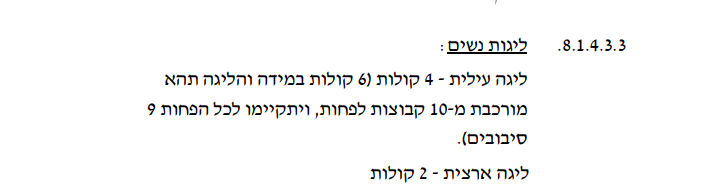 8.1.4.3.3. ליגות נשים:
ליגה עילית - 4 קולות (6 קולות במידה והליגה תהא
מורכבת מ-10 קבוצות לפחות, ויתקיימו לכל הפחות 9
סיבובים).
ליגה ארצית - 2 קולות